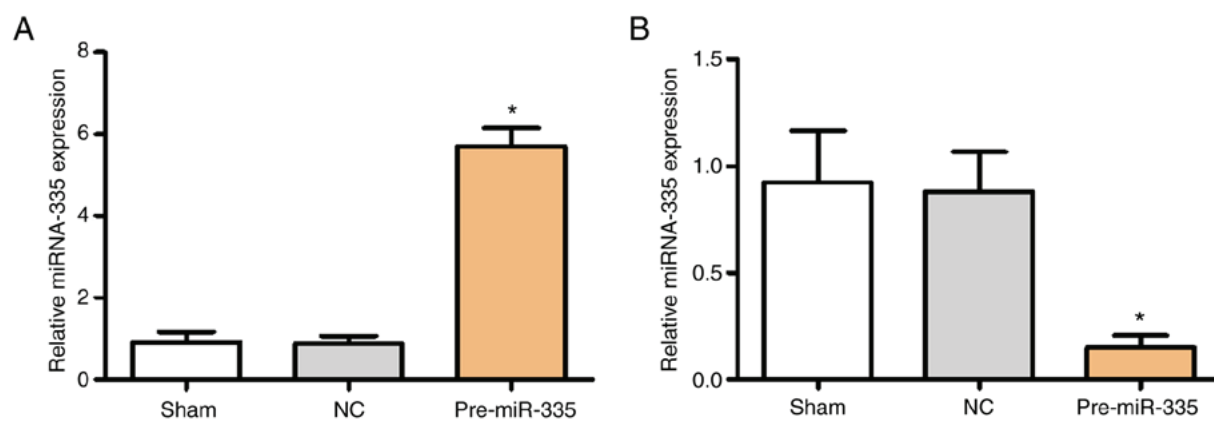 A
Relative miRNA-335 expression
8
6
4
2
0
*
Sham NC Pre-miR-335
B
Relative miRNA-335 expression
1.5
1.0
0.5
0.0
*
Sham NC Pre-miR-335